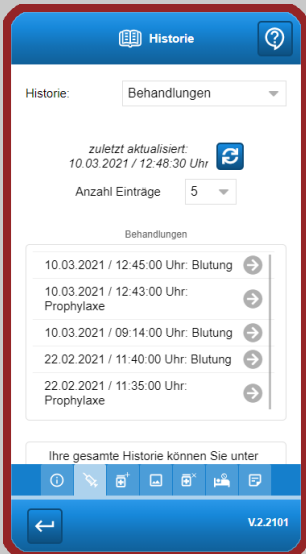 Historie
Historie: Behandlungen
zuletzt aktualisiert:
10.03.2021 / 12:48:30 Uhr
Anzahl Einträge 5
Behandlungen
10.03.2021 / 12:45:00 Uhr: Blutung
10.03.2021 / 12:43:00 Uhr:
Prophylaxe
10.03.2021 / 09:14:00 Uhr: Blutung
22.02.2021 / 11:40:00 Uhr: Blutung
22.02.2021 / 11:35:00 Uhr:
Prophylaxe
Ihre gesamte Historie können Sie unter
V.2.2101